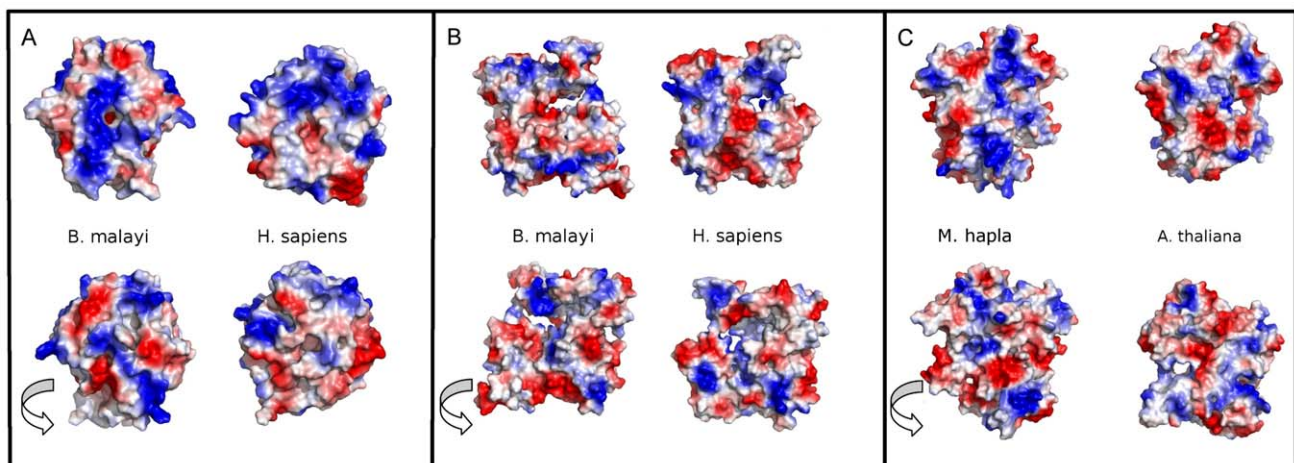 A
B. malayi H. sapiens
B
B. malayi H. sapiens
C
M. hapla A. thaliana